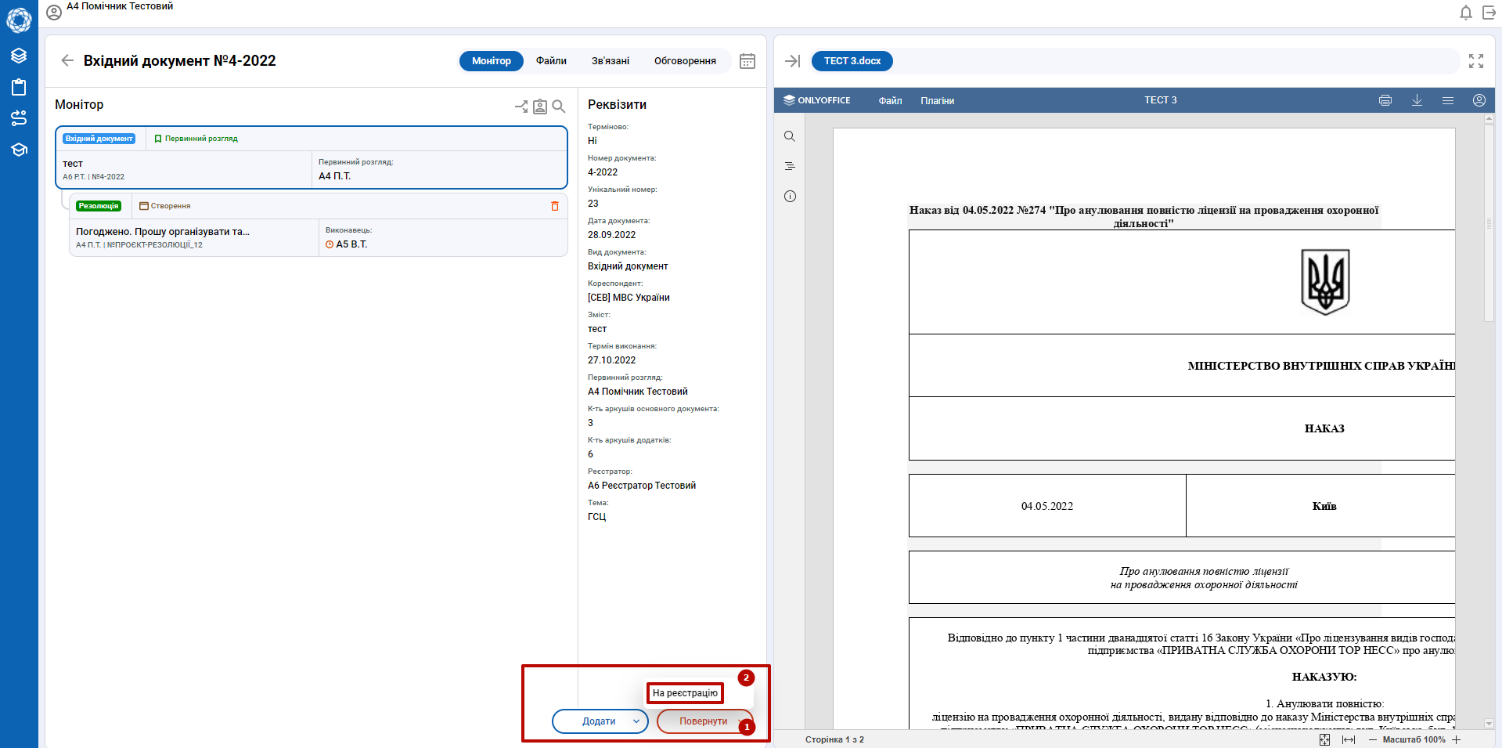 А4 Помічник Тестовий
Вхідний документ №4-2022
Монітор
Файли
Зв'язані
Обговорення
Монітор
Вхідний документ
Первинний розгляд
тест
А6 Р.Т. | №4-2022
Первинний розгляд:
А4 П.Т.
Резолюція
Створення
Погоджено. Прошу організувати та...
А4 П.Т. | №ПРОЄКТ-РЕЗОЛЮЦІЇ_12
Виконавець:
А5 В.Т.
Реквізити
Терміново:
Ні
Номер документа:
4-2022
Унікальний номер:
23
Дата документа:
28.09.2022
Вид документа:
Вхідний документ
Кореспондент:
[СЕВ] МВС України
Зміст:
тест
Термін виконання:
27.10.2022
Первинний розгляд:
А4 Помічник Тестовий
К-ть аркушів основного документа:
3
К-ть аркушів додатків:
6
Реєстратор:
А6 Реєстратор Тестовий
Тема:
ГСЦ
2
На реєстрацію
Додати
Повернути
1
ТЕСТ 3.docx
ONLYOFFICE
Файл
Плагіни
ТЕСТ 3
Наказ від 04.05.2022 №274 "Про анулювання повністю ліцензії на провадження охоронної
діяльності"
МІНІСТЕРСТВО ВНУТРІШНІХ СПРАВ УКРАЇН
НАКАЗ
04.05.2022
Київ
Про анулювання повністю ліцензії
на провадження охоронної діяльності
Відповідно до пункту 1 частини дванадцятої статті 16 Закону України «Про ліцензування видів господа
підприємства «ПРИВАТНА СЛУЖБА ОХОРОНИ ТОР НЕСС» про анулю
НАКАЗУЮ:
1. Анулювати повністю:
ліцензію на провадження охоронної діяльності, видану відповідно до наказу Міністерства внутрішніх спра
Сторінка 1 з 2
Масштаб 100%